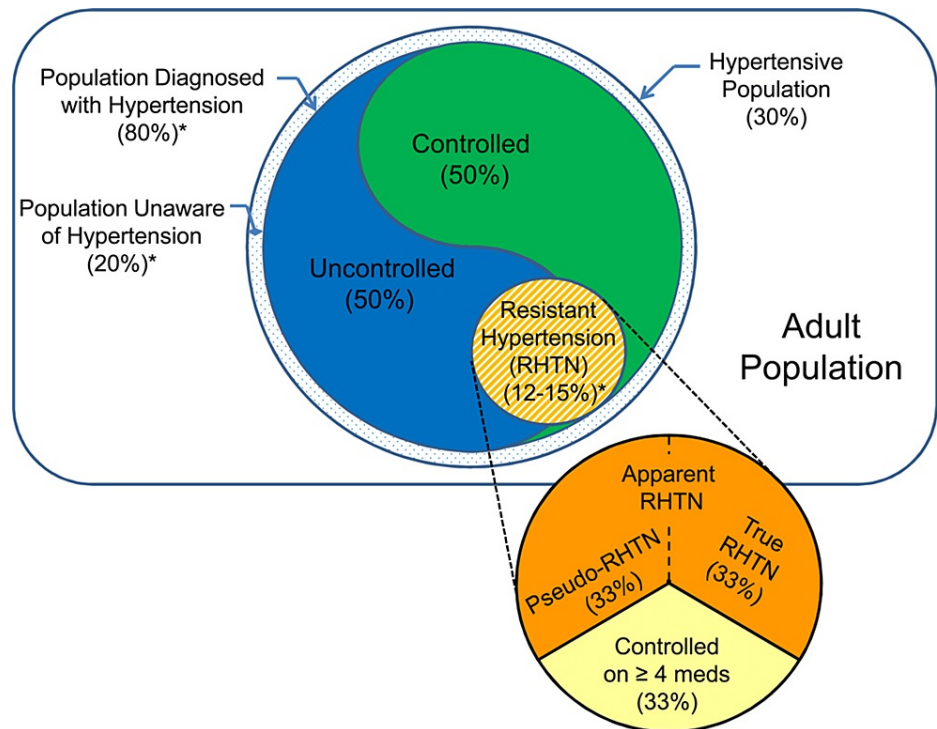 Population Diagnosed
with Hypertension
(80%)*
Hypertensive
Population
(30%)
Controlled
(50%)
Population Unaware
of Hypertension
(20%)*
Uncontrolled
(50%)
Resistant
Hypertension
(RHTN)
(12-15%)*
Adult
Population
Apparent
RHTN
Pseudo-RHTN
(33%)
True
RHTN
(33%)
Controlled
on ≥ 4 meds
(33%)